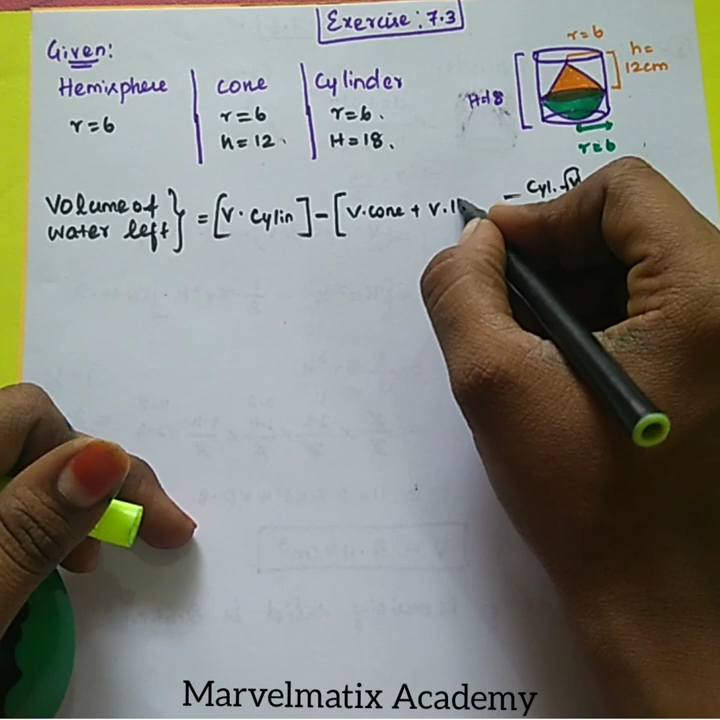 Exercise: 7.3
Given:
Hemisphere cone Cylinder
r=6 r=6 r=6.
h=12. H=18.
r=6
h=
12cm
H=18
r=6
Volume of
water left } = [V. Cylin] - [V.cone + V.
- Cyl.
Marvelmatix Academy